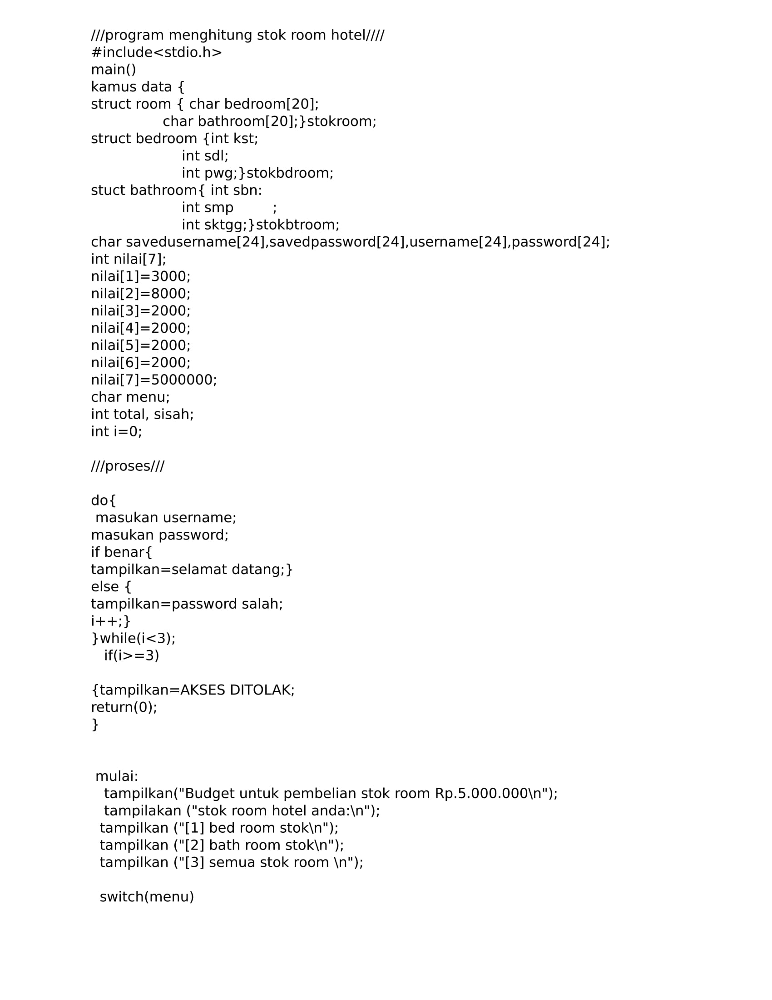 ///program menghitung stok room hotel////
#include<stdio.h>
main()
kamus data {
struct room { char bedroom[20];
char bathroom[20];}stokroom;
struct bedroom {int kst;
int sdl;
int pwg;}stokbdroom;
stuct bathroom{ int sbn:
int smp ;
int sktgg;}stokbtroom;
char savedusername[24],savedpassword[24],username[24],password[24];
int nilai[7];
nilai[1]=3000;
nilai[2]=8000;
nilai[3]=2000;
nilai[4]=2000;
nilai[5]=2000;
nilai[6]=2000;
nilai[7]=5000000;
char menu;
int total, sisah;
int i=0;
///proses///
do{
masukan username;
masukan password;
if benar{
tampilkan=selamat datang;}
else {
tampilkan=password salah;
i++;}
}while(i<3);
if(i>=3)
{tampilkan=AKSES DITOLAK;
return(0);
}
mulai:
tampilkan("Budget untuk pembelian stok room Rp.5.000.000\n");
tampilakan ("stok room hotel anda:\n");
tampilkan ("[1] bed room stok\n");
tampilkan ("[2] bath room stok\n");
tampilkan ("[3] semua stok room \n");
switch(menu)